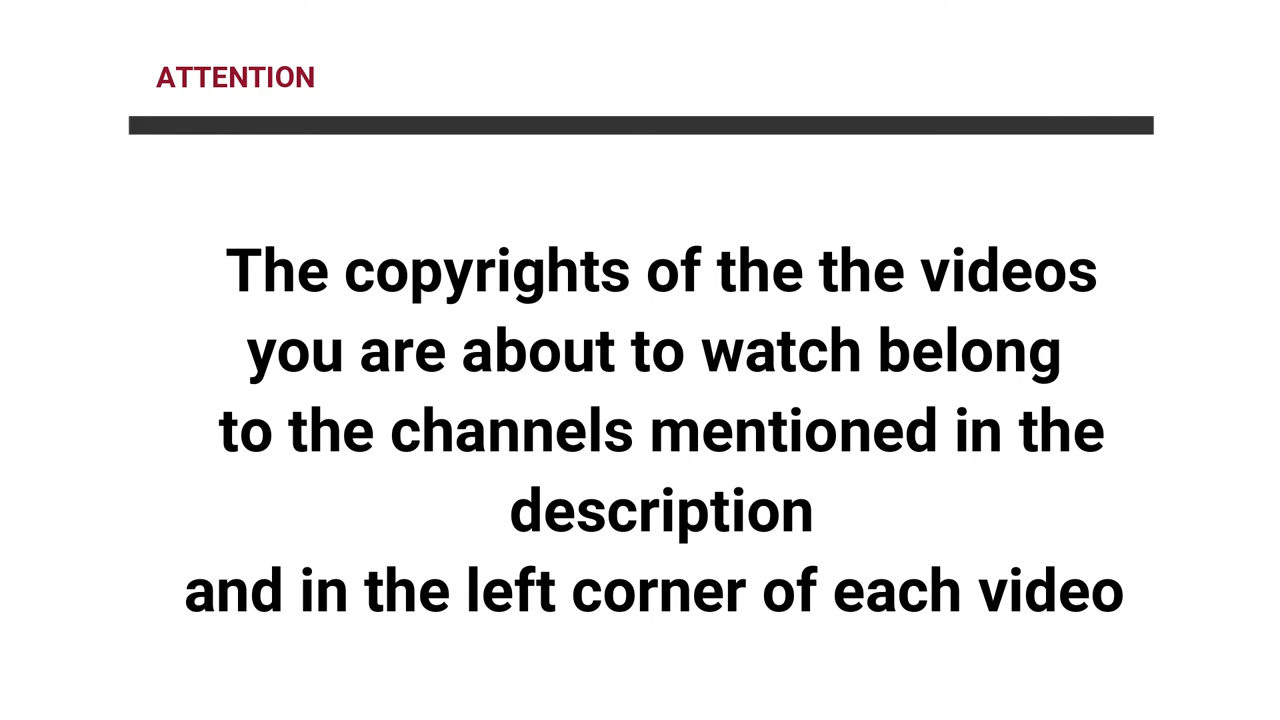 ATTENTION
The copyrights of the the videos
you are about to watch belong
to the channels mentioned in the
description
and in the left corner of each video